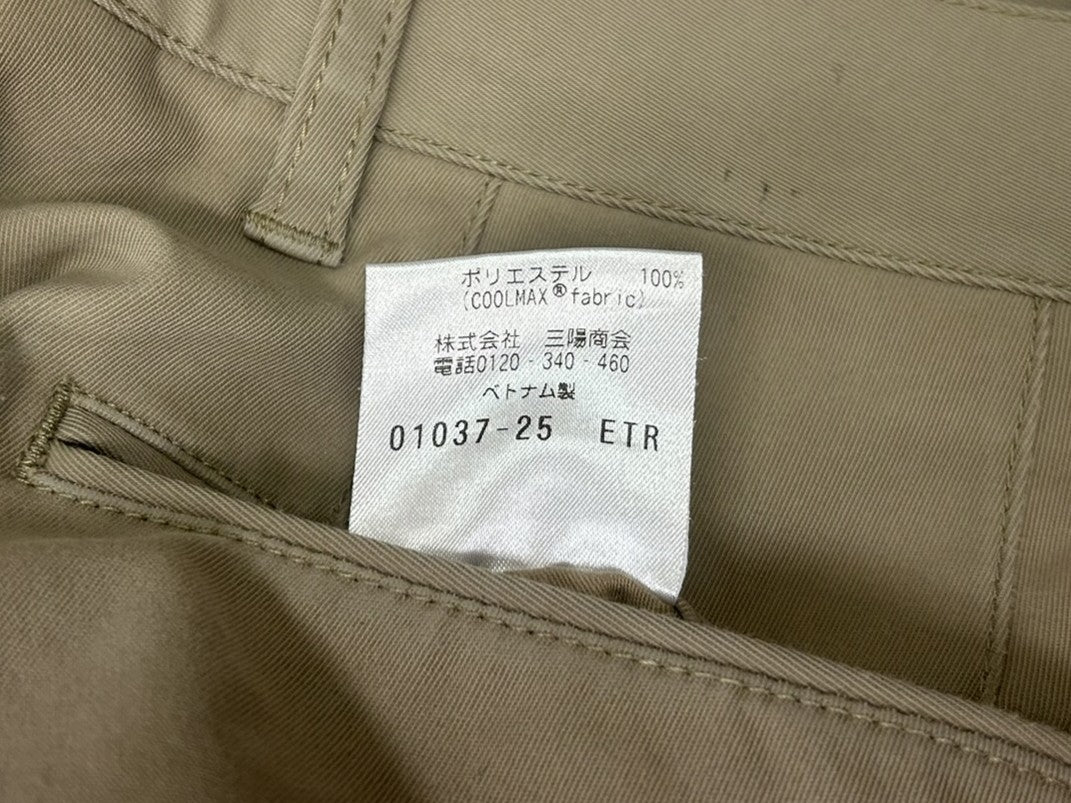 ポリエステル 100%
(COOLMAX®fabric)
株式会社 三陽商会
電話0120-340-460
ベトナム製
01037-25 ETR